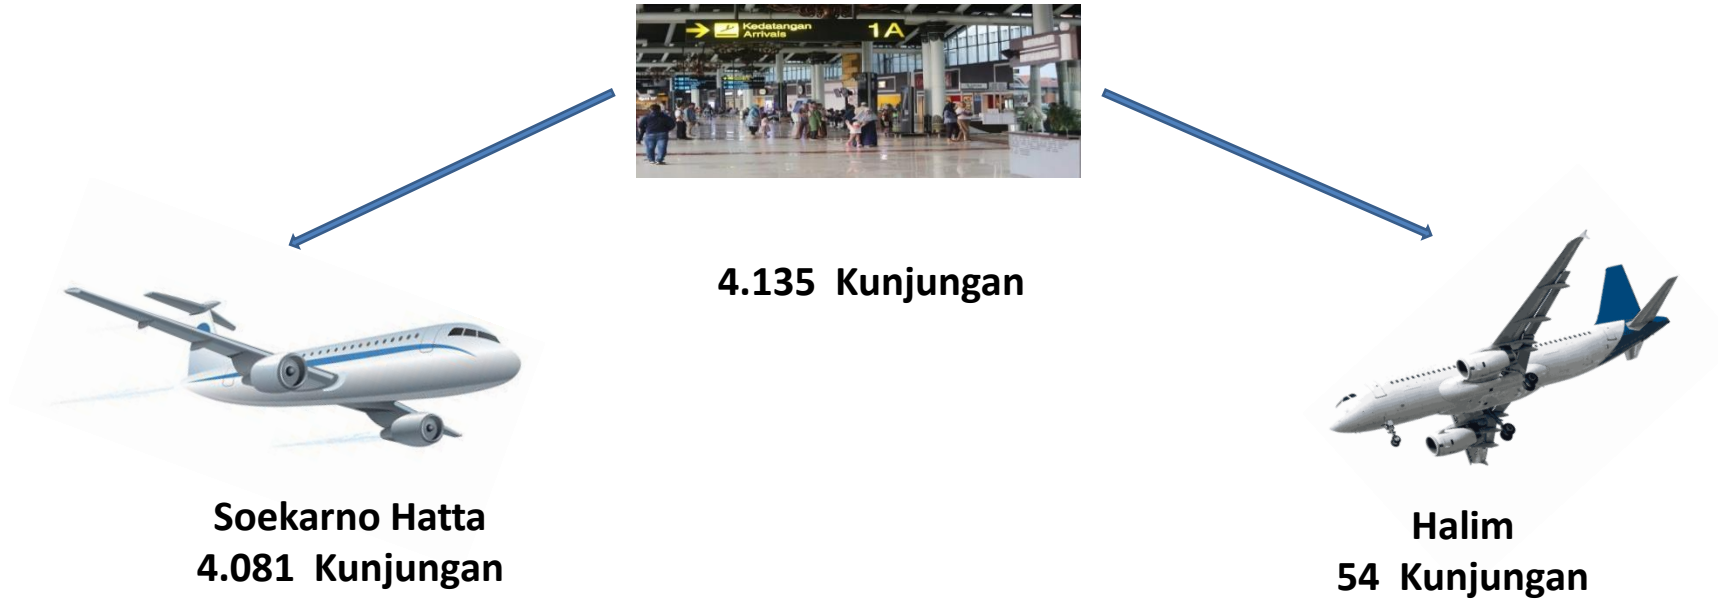 Kedatangan
Arrivals
1A
4.135 Kunjungan
Soekarno Hatta
4.081 Kunjungan
Halim
54 Kunjungan